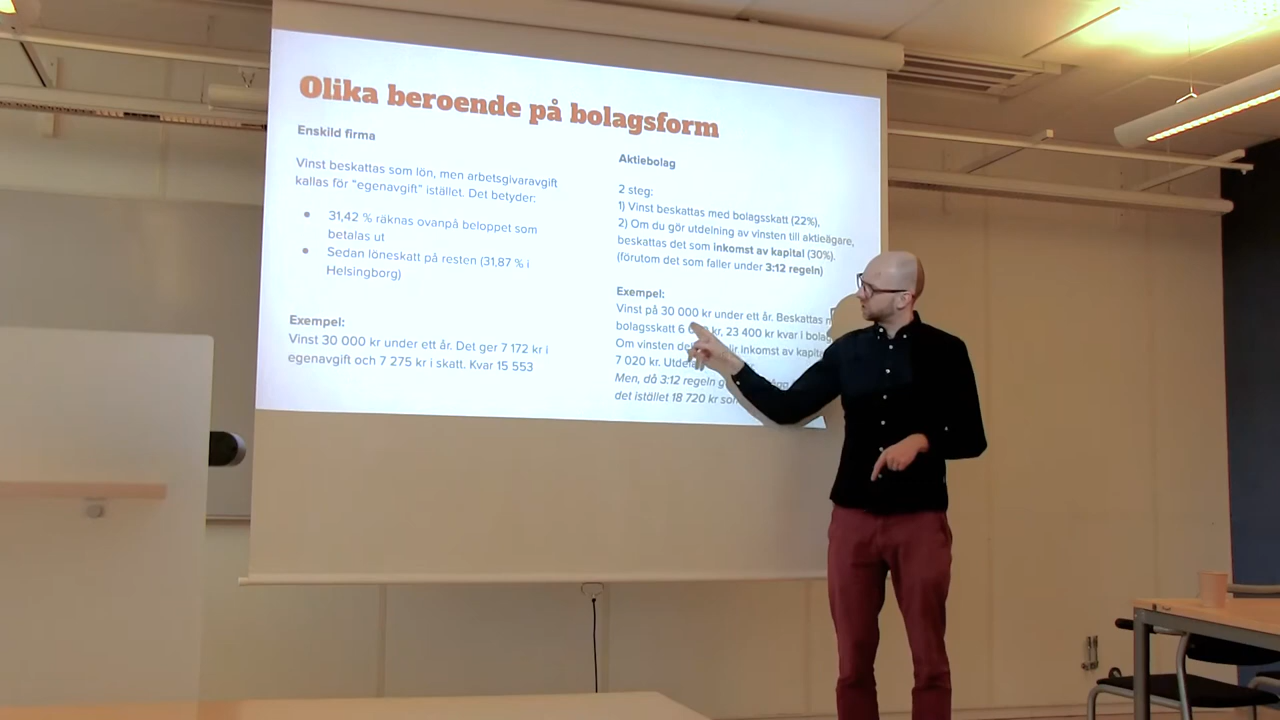 Olika beroende på bolagsform
Enskild firma
Vinst beskattas som lön, men arbetsgivaravgift
kallas för “egenavgift” istället. Det betyder:
• 31,42 % räknas ovanpå beloppet som
betalas ut
• Sedan löneskatt på resten (31,87 % i
Helsingborg)
Exempel:
Vinst 30 000 kr under ett år. Det ger 7 172 kr i
egenavgift och 7 275 kr i skatt. Kvar 15 553
Aktiebolag
2 steg:
1) Vinst beskattas med bolagsskatt (22%).
2) Om du gör utdelning av vinsten till aktieägare,
beskattas det som inkomst av kapital (30%).
(förutom det som faller under 3:12 regeln)
Exempel:
Vinst på 30 000 kr under ett år. Beskattas
bolagsskatt 6 kr, 23 400 kr kvar i
Om vinsten Inkomst av
7 020 kr.
Men, då 3:12 regeln
det istället 18 720 kr